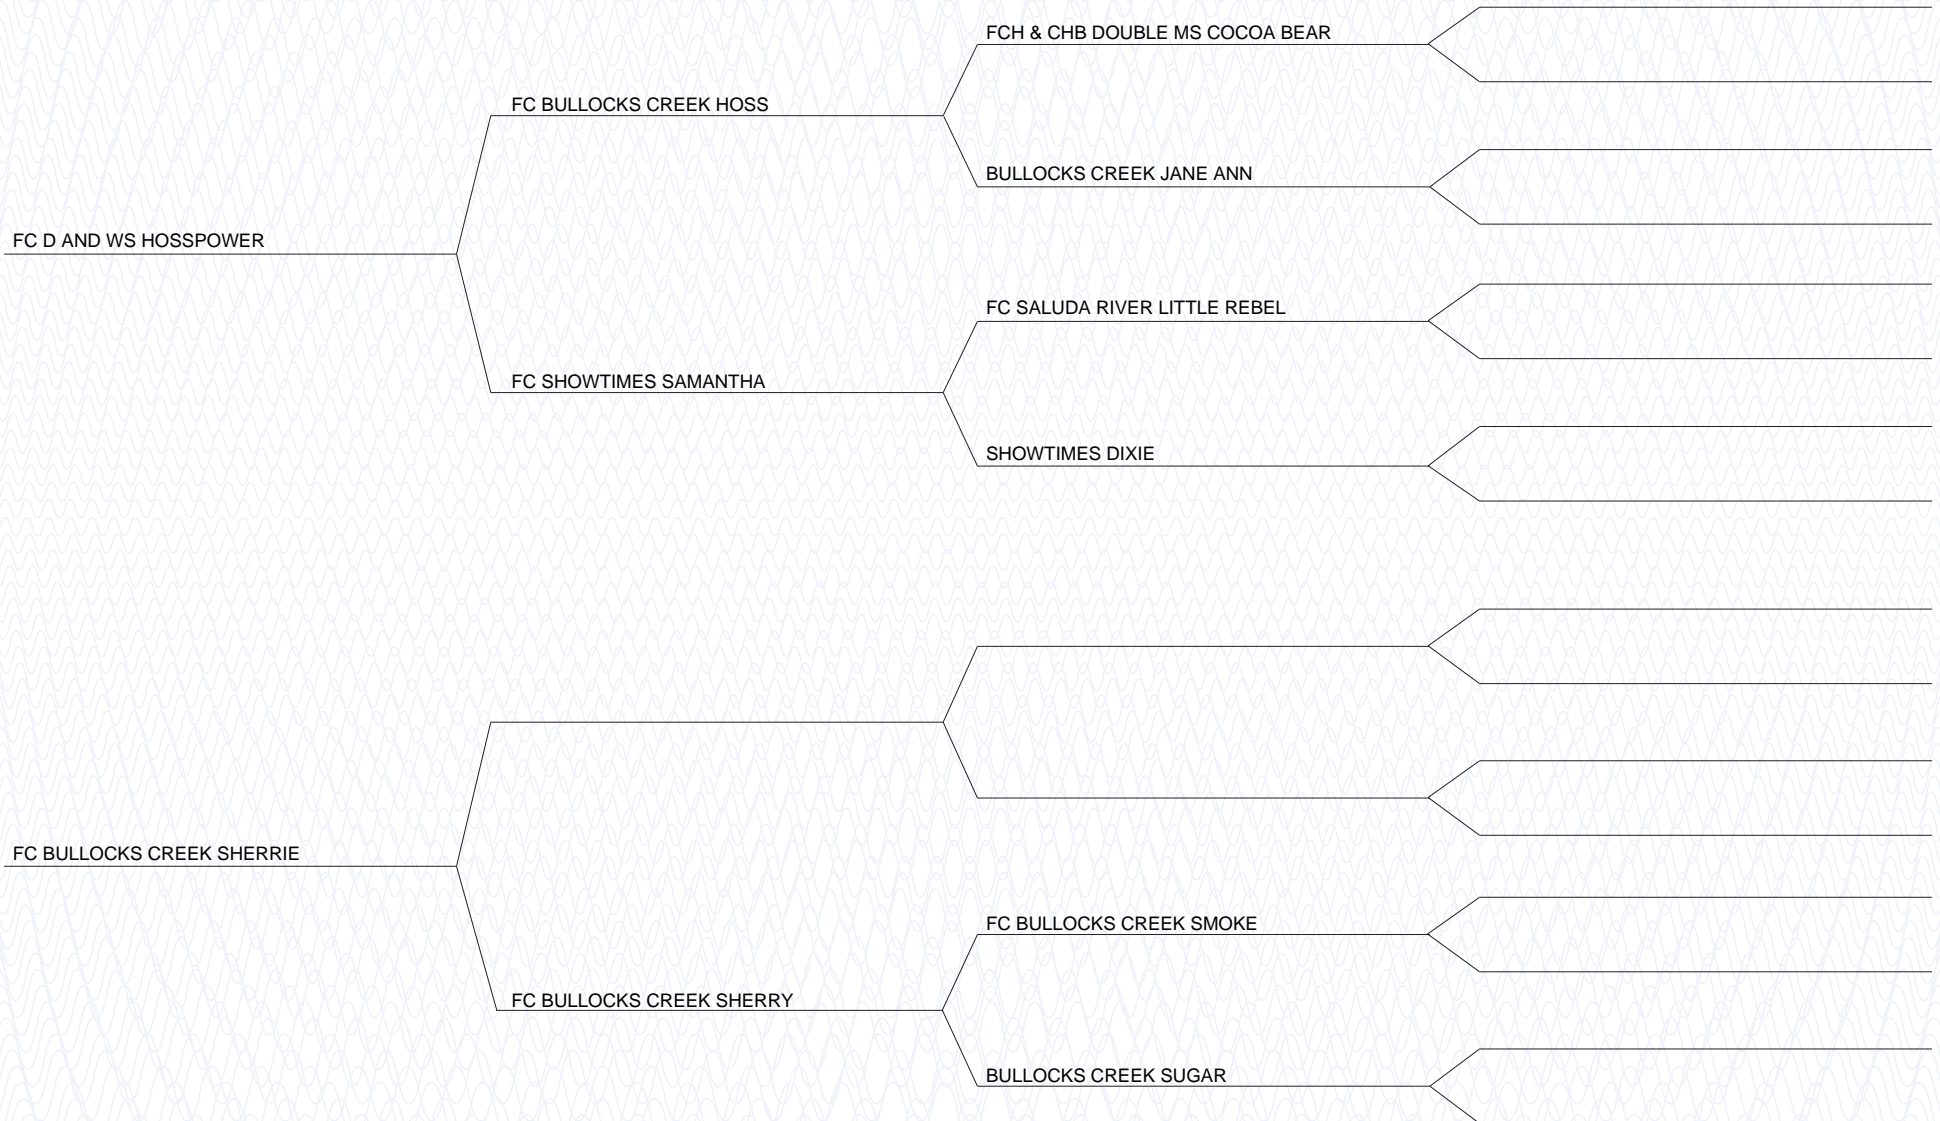 FCH & CHB DOUBLE MS COCOA BEAR
FC BULLOCKS CREEK HOSS
BULLOCKS CREEK JANE ANN
FC D AND WS HOSSPOWER
FC SALUDA RIVER LITTLE REBEL
FC SHOWTIMES SAMANTHA
SHOWTIMES DIXIE
FC BULLOCKS CREEK SHERRIE
FC BULLOCKS CREEK SMOKE
FC BULLOCKS CREEK SHERRY
BULLOCKS CREEK SUGAR